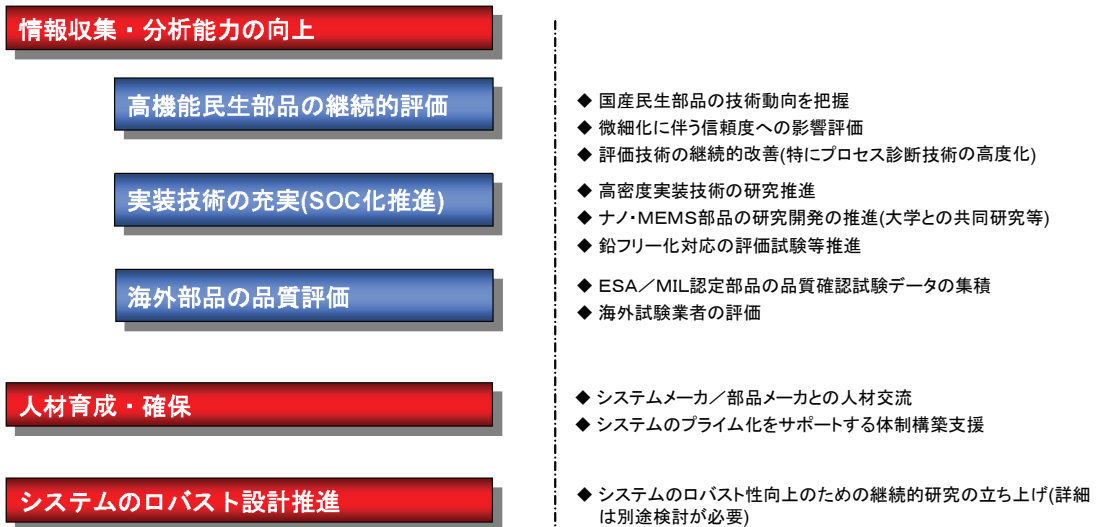 情報収集・分析能力の向上
高機能民生部品の継続的評価
◆ 国産民生部品の技術動向を把握
◆ 微細化に伴う信頼度への影響評価
◆ 評価技術の継続的改善(特にプロセス診断技術の高度化)
実装技術の充実(SOC化推進)
◆ 高密度実装技術の研究推進
◆ ナノ・MEMS部品の研究開発の推進(大学との共同研究等)
◆ 鉛フリー化対応の評価試験等推進
海外部品の品質評価
◆ ESA／MIL認定部品の品質確認試験データの集積
◆ 海外試験業者の評価
人材育成・確保
◆ システムメーカ／部品メーカとの人材交流
◆ システムのプライム化をサポートする体制構築支援
システムのロバスト設計推進
◆ システムのロバスト性向上のための継続的研究の立ち上げ(詳細
は別途検討が必要)